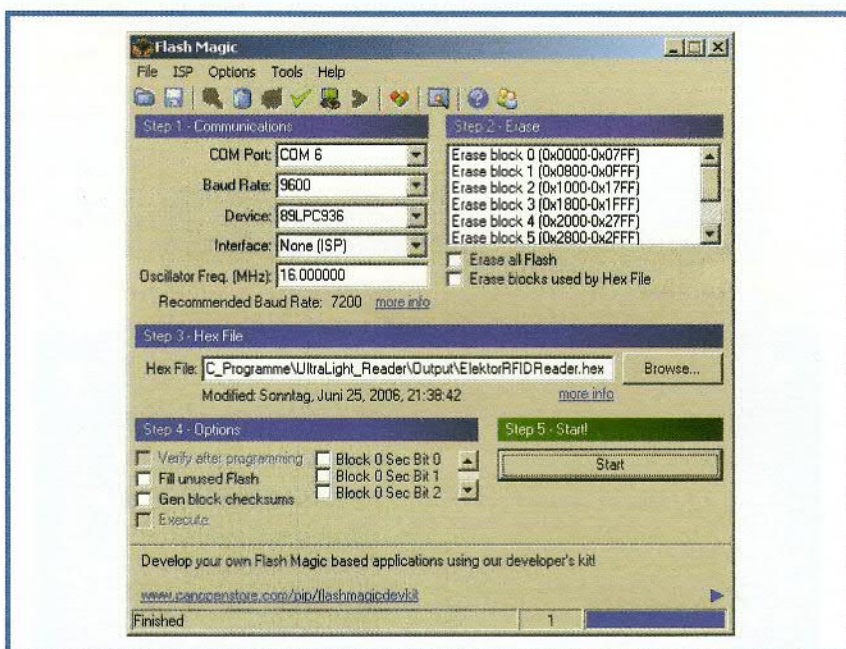 Flash Magic
File ISP Options Tools Help
Step 1 - Communications
COM Port: COM 6
Baud Rate: 9600
Device: 89LPC936
Interface: None (ISP)
Oscillator Freq. (MHz): 16.000000
Recommended Baud Rate: 7200 more info
Step 2 - Erase
Erase block 0 (0x0000-0x07FF)
Erase block 1 (0x0800-0x0FFF)
Erase block 2 (0x1000-0x17FF)
Erase block 3 (0x1800-0x1FFF)
Erase block 4 (0x2000-0x27FF)
Erase block 5 (0x2800-0x2FFF)
Erase all Flash
Erase blocks used by Hex File
Step 3 - Hex File
Hex File: C_Programme\UltraLight_Reader\Output\ElektorRFIDReader.hex Browse...
Modified: Sonntag, Juni 25, 2006, 21:38:42 more info
Step 4 - Options
Verify after programming
Fill unused Flash
Gen block checksums
Execute
Block 0 Sec Bit 0
Block 0 Sec Bit 1
Block 0 Sec Bit 2
Step 5 - Start!
Start
Develop your own Flash Magic based applications using our developer's kit!
www.canopenstore.com/pip/flashmagicdevkit
Finished 1